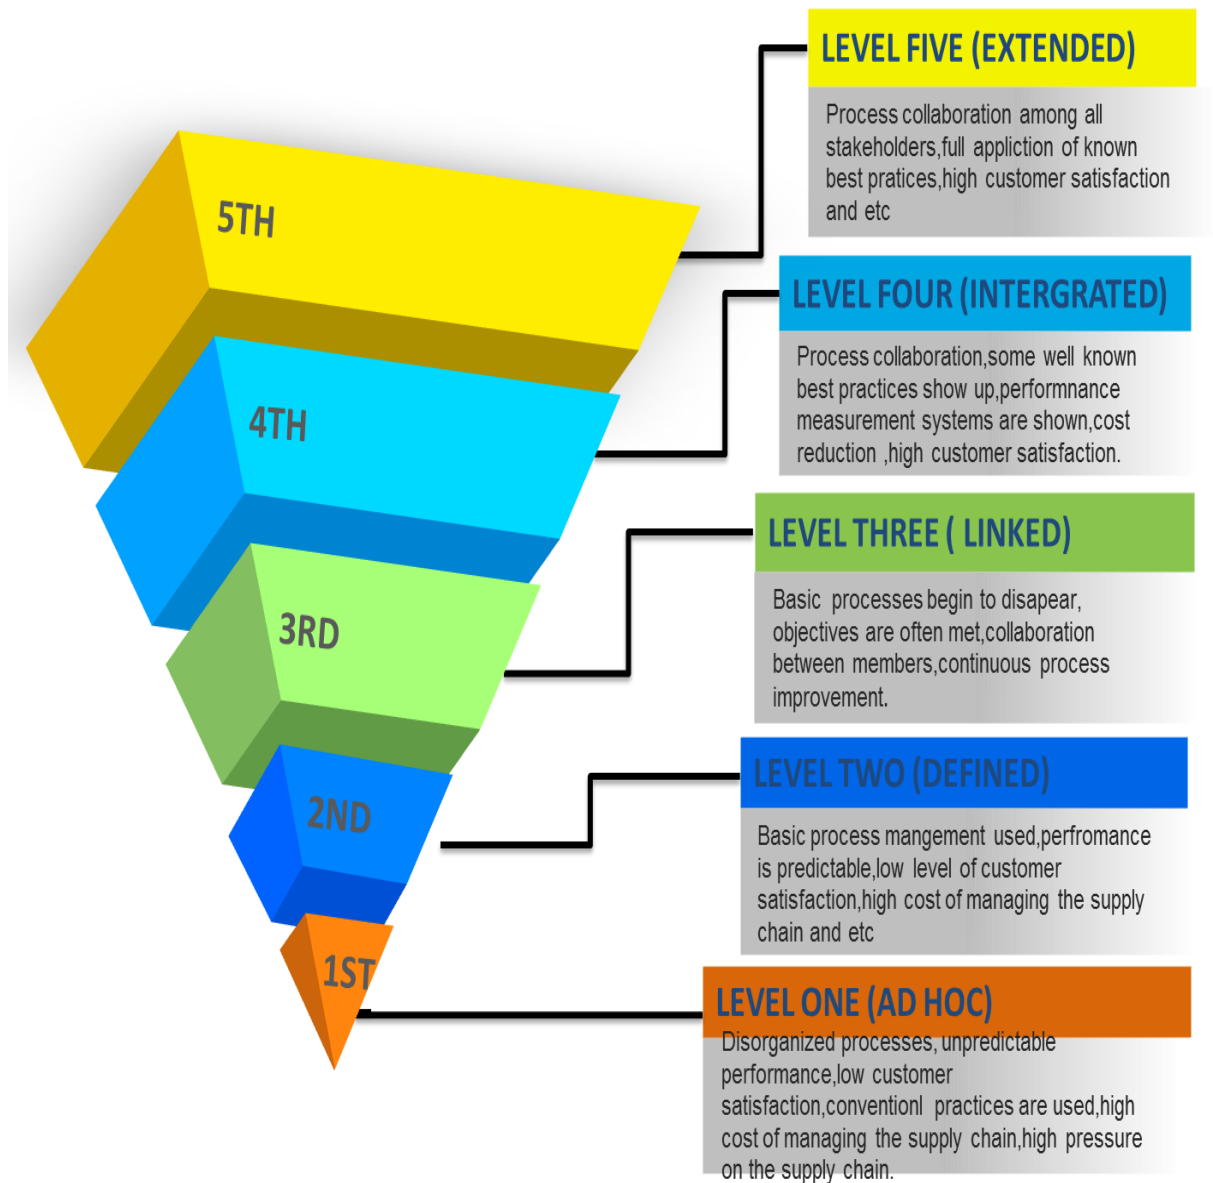 LEVEL FIVE (EXTENDED)
Process collaboration among all
stakeholders,full appliction of known
best pratices,high customer satisfaction
and etc
5TH
LEVEL FOUR (INTERGRATED)
Process collaboration,some well known
best practices show up,performnance
measurement systems are shown,cost
reduction ,high customer satisfaction.
4TH
LEVEL THREE ( LINKED)
Basic processes begin to disapear,
objectives are often met,collaboration
between members,continuous process
improvement.
3RD
LEVEL TWO (DEFINED)
Basic process mangement used,perfromance
is predictable,low level of customer
satisfaction,high cost of managing the supply
chain and etc
2ND
LEVEL ONE (AD HOC)
Disorganized processes, unpredictable
performance,low customer
satisfaction,conventionl practices are used,high
cost of managing the supply chain,high pressure
on the supply chain.
1ST